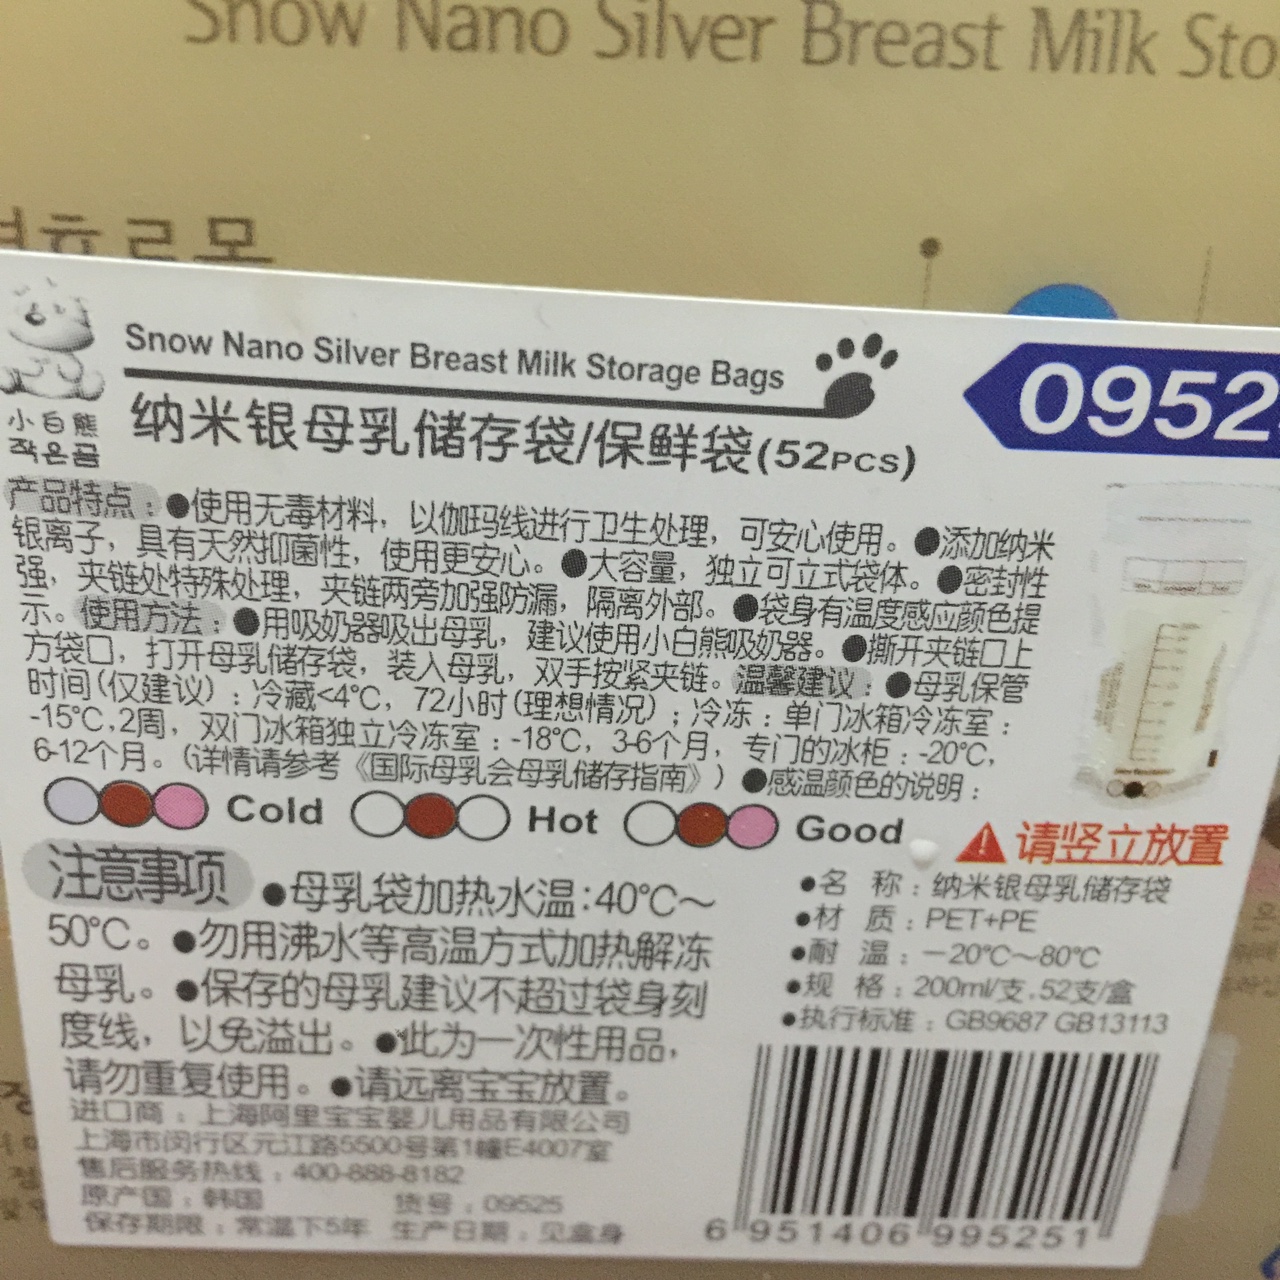 Snow Nano Silver Breast Milk Sto
르모
Snow Nano Silver Breast Milk Storage Bags
0952
小白熊
작은곰
纳米银母乳储存袋/保鲜袋(52PCS)
产品特点：●使用无毒材料，以伽玛线进行卫生处理，可安心使用。●添加纳米
银离子，具有天然抑菌性，使用更安心。●大容量，独立可立式袋体。●密封性
强，夹链处特殊处理，夹链两旁加强防漏，隔离外部。●袋身有温度感应颜色提
示。使用方法：●用吸奶器吸出母乳，建议使用小白熊吸奶器。●撕开夹链口上
方袋口，打开母乳储存袋，装入母乳，双手按紧夹链。温馨建议：●母乳保管
时间(仅建议)：冷藏<4℃，72小时(理想情况)；冷冻：单门冰箱冷冻室：
-15℃,2周，双门冰箱独立冷冻室：-18℃，3-6个月，专门的冰柜：-20℃，
6-12个月。(详情请参考《国际母乳会母乳储存指南》)●感温颜色的说明：
Cold Hot Good
请竖立放置
注意事项 ●母乳袋加热水温:40℃～
50℃。●勿用沸水等高温方式加热解冻
母乳。●保存的母乳建议不超过袋身刻
度线，以免溢出。●此为一次性用品，
请勿重复使用。●请远离宝宝放置。
进口商：上海阿里宝宝婴儿用品有限公司
上海市闵行区元江路5500号第1幢E4007室
售后服务热线：400-888-8182
原产国：韩国 货号：09525
保存期限：常温下5年 生产日期：见盒身
●名 称：纳米银母乳储存袋
●材 质：PET+PE
●耐 温：－20℃～80℃
●规 格：200ml/支,52支/盒
●执行标准：GB9687 GB13113
6 951406 995251